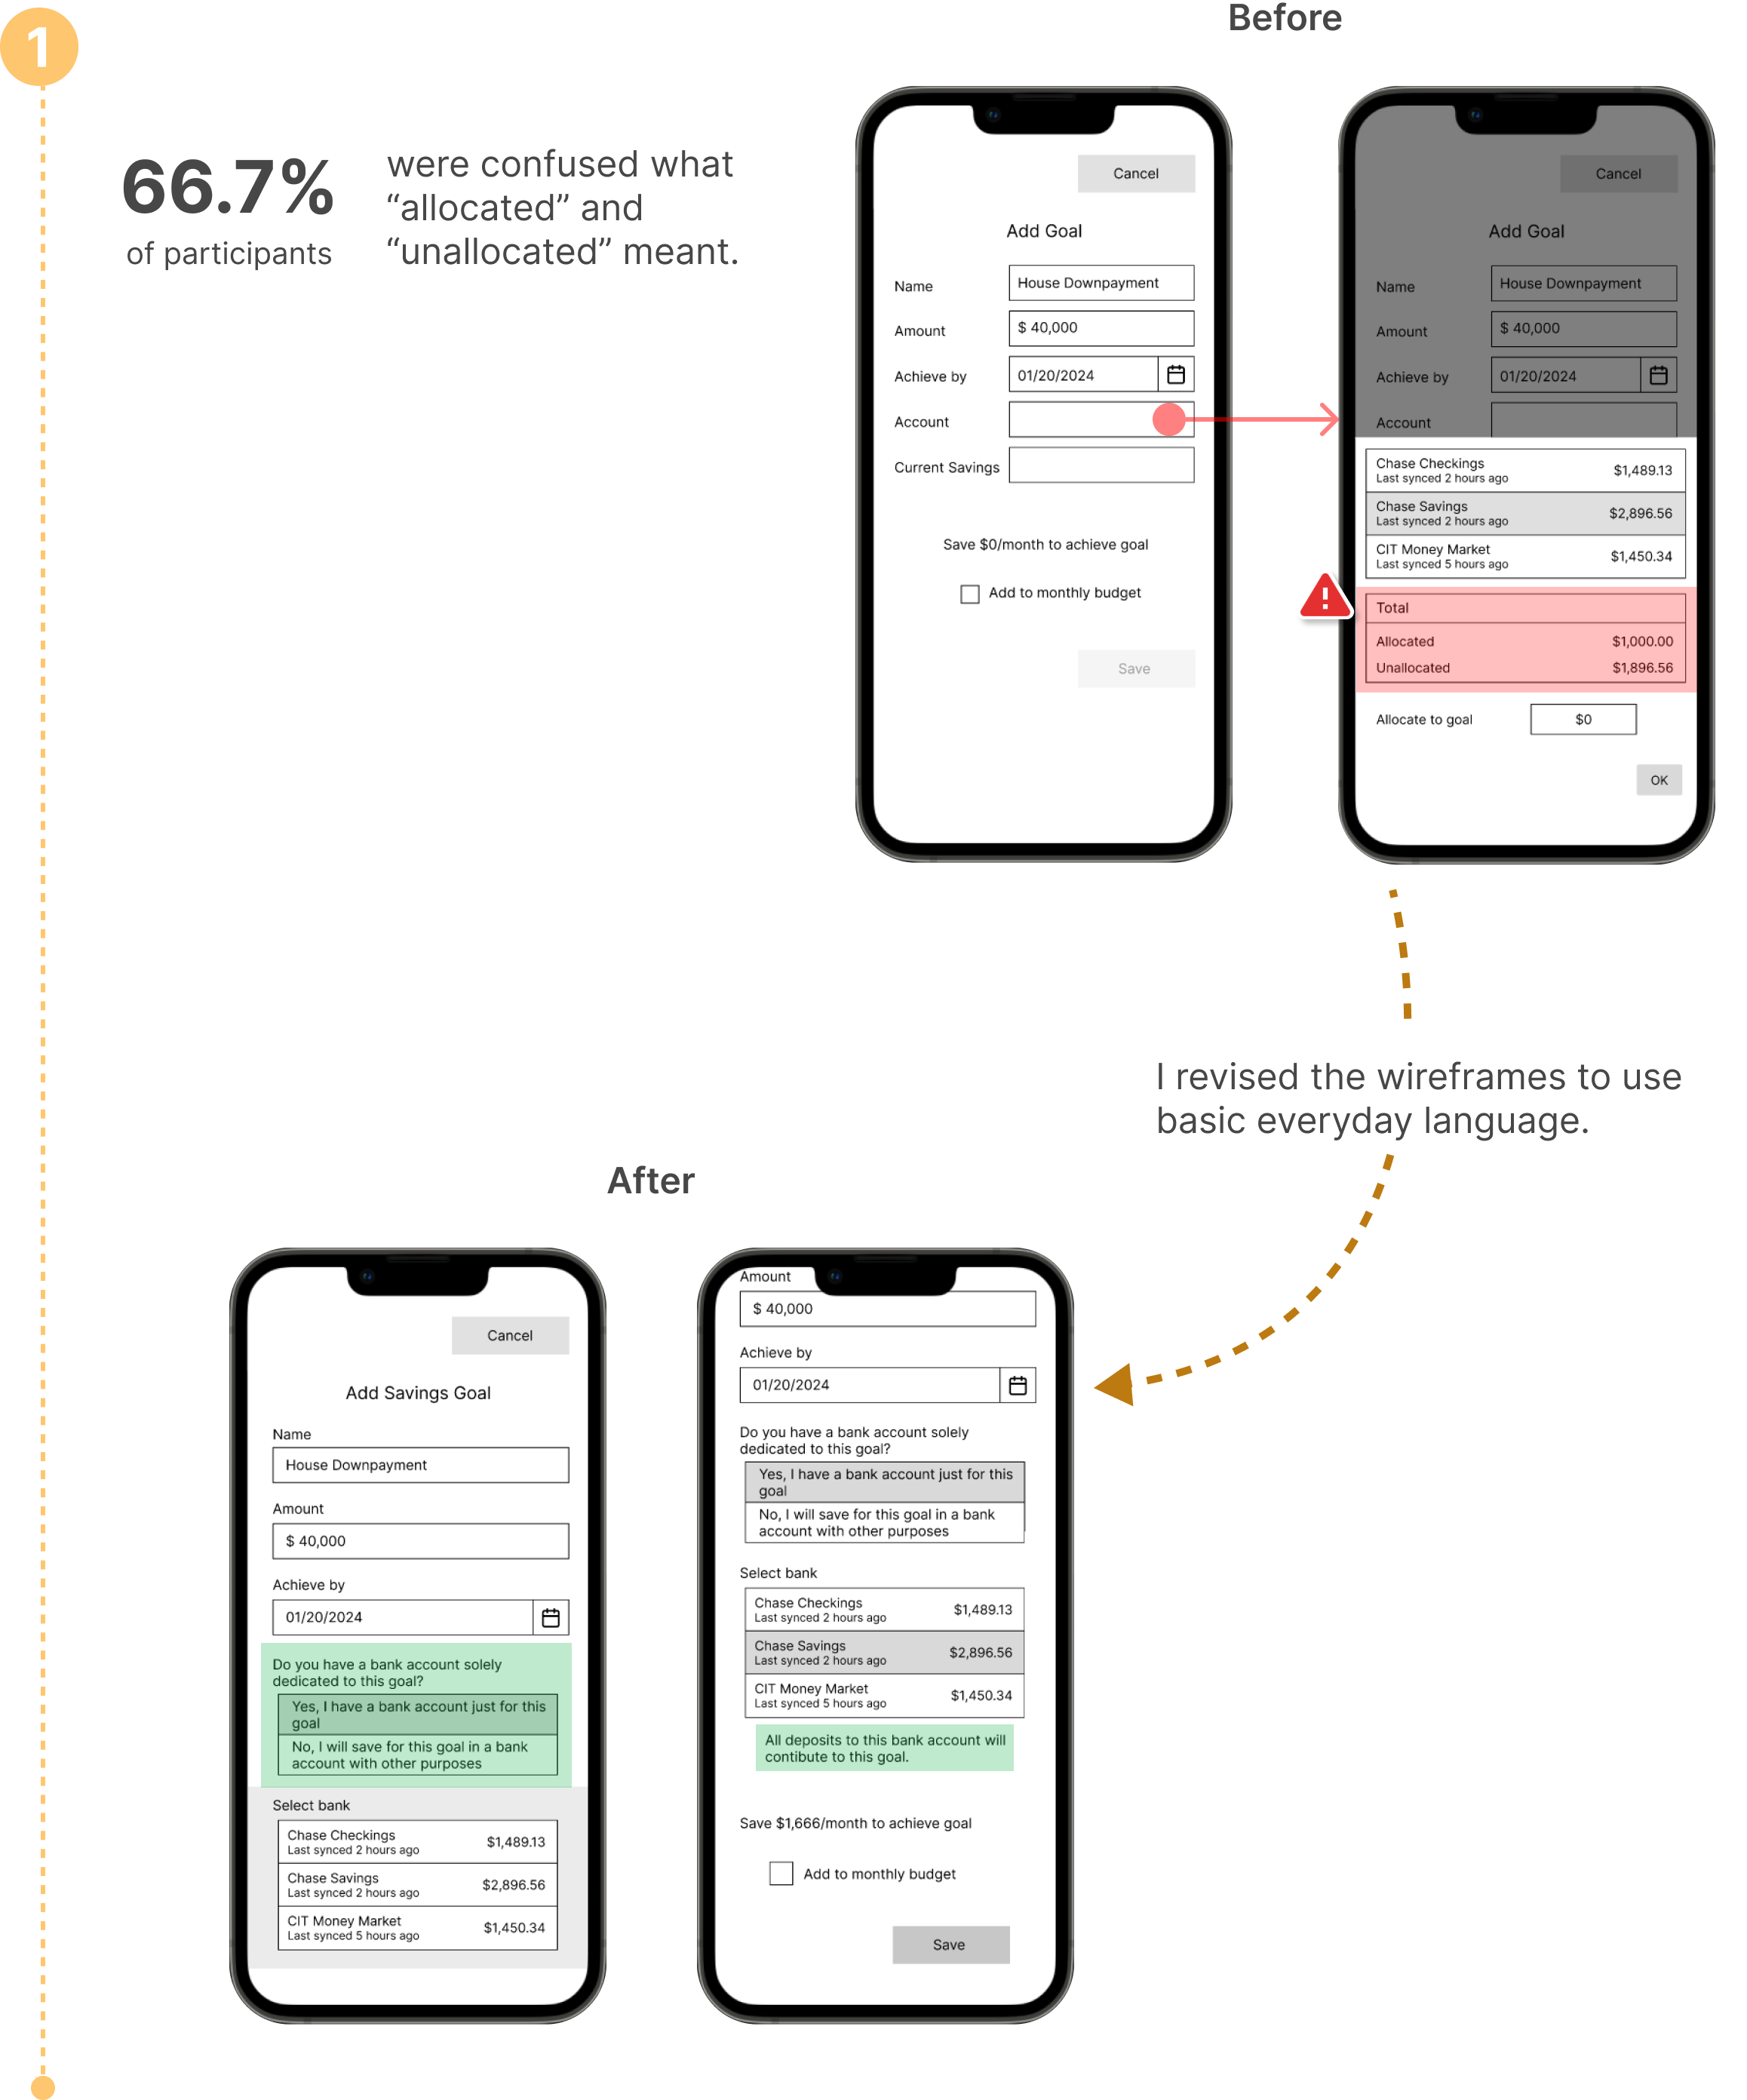 1
Before
66.7%
of participants
were confused what
“allocated” and
“unallocated” meant.
Cancel
Add Goal
Name
House Downpayment
Amount
$ 40,000
Achieve by
01/20/2024
Account
Current Savings
Save $0/month to achieve goal
Add to monthly budget
Save
Cancel
Add Goal
Name
House Downpayment
Amount
$ 40,000
Achieve by
01/20/2024
Account
Chase Checkings
Last synced 2 hours ago
$1,489.13
Chase Savings
Last synced 2 hours ago
$2,896.56
CIT Money Market
Last synced 5 hours ago
$1,450.34
Total
Allocated
$1,000.00
Unallocated
$1,896.56
Allocate to goal
$0
OK
I revised the wireframes to use
basic everyday language.
After
Cancel
Add Savings Goal
Name
House Downpayment
Amount
$ 40,000
Achieve by
01/20/2024
Do you have a bank account solely
dedicated to this goal?
Yes, I have a bank account just for this
goal
No, I will save for this goal in a bank
account with other purposes
Select bank
Chase Checkings
Last synced 2 hours ago
$1,489.13
Chase Savings
Last synced 2 hours ago
$2,896.56
CIT Money Market
Last synced 5 hours ago
$1,450.34
Amount
$ 40,000
Achieve by
01/20/2024
Do you have a bank account solely
dedicated to this goal?
Yes, I have a bank account just for this
goal
No, I will save for this goal in a bank
account with other purposes
Select bank
Chase Checkings
Last synced 2 hours ago
$1,489.13
Chase Savings
Last synced 2 hours ago
$2,896.56
CIT Money Market
Last synced 5 hours ago
$1,450.34
All deposits to this bank account will
contibute to this goal.
Save $1,666/month to achieve goal
Add to monthly budget
Save